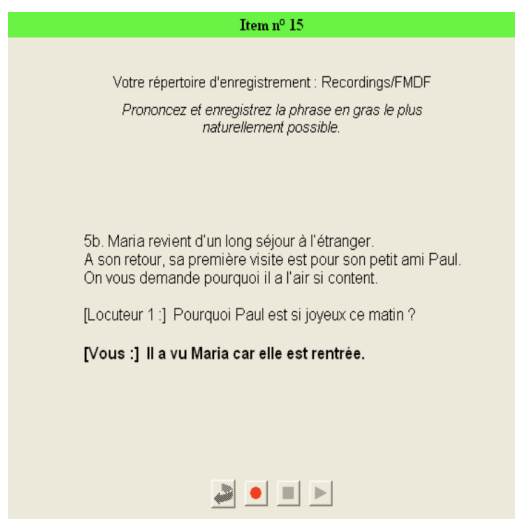 Item nº 15
Votre répertoire d'enregistrement : Recordings/FMDF
Prononcez et enregistrez la phrase en gras le plus
naturellement possible.
5b. Maria revient d'un long séjour à l'étranger.
A son retour, sa première visite est pour son petit ami Paul.
On vous demande pourquoi il a l'air si content.
[Locuteur 1 :] Pourquoi Paul est si joyeux ce matin ?
[Vous :] Il a vu Maria car elle est rentrée.